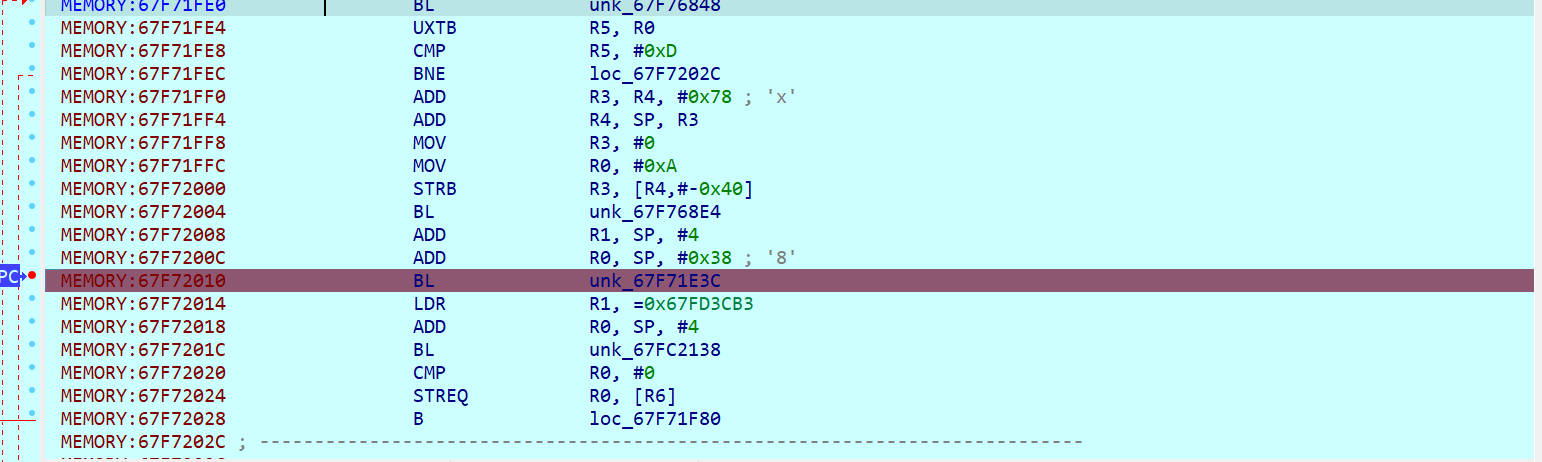 MEMORY:67F71FE0 BL unk_67F76848
MEMORY:67F71FE4 UXTB R5, R0
MEMORY:67F71FE8 CMP R5, #0xD
MEMORY:67F71FEC BNE loc_67F7202C
MEMORY:67F71FF0 ADD R3, R4, #0x78 ; 'x'
MEMORY:67F71FF4 ADD R4, SP, R3
MEMORY:67F71FF8 MOV R3, #0
MEMORY:67F71FFC MOV R0, #0xA
MEMORY:67F72000 STRB R3, [R4,#-0x40]
MEMORY:67F72004 BL unk_67F768E4
MEMORY:67F72008 ADD R1, SP, #4
MEMORY:67F7200C ADD R0, SP, #0x38 ; '8'
PC MEMORY:67F72010 BL unk_67F71E3C
MEMORY:67F72014 LDR R1, =0x67FD3CB3
MEMORY:67F72018 ADD R0, SP, #4
MEMORY:67F7201C BL unk_67FC2138
MEMORY:67F72020 CMP R0, #0
MEMORY:67F72024 STREQ R0, [R6]
MEMORY:67F72028 B loc_67F71F80
MEMORY:67F7202C ; ---------------------------------------------------------------------------